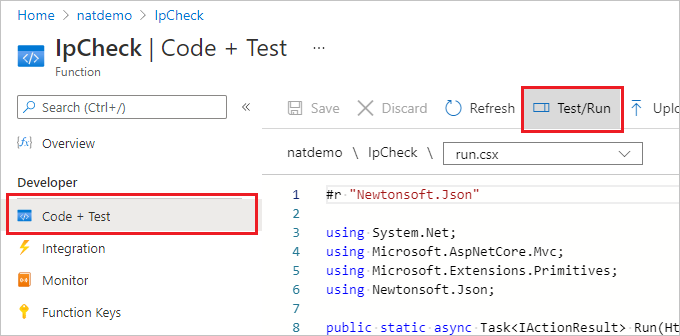 Home > natdemo > IpCheck
IpCheck | Code + Test ...
Function
Search (Ctrl+/) «
Overview
Developer
Code + Test
Integration
Monitor
Function Keys
Save Discard Refresh Test/Run Uplo
natdemo \ IpCheck \ run.csx
1 #r "Newtonsoft.Json"
2
3 using System.Net;
4 using Microsoft.AspNetCore.Mvc;
5 using Microsoft.Extensions.Primitives;
6 using Newtonsoft.Json;
7
8 public static async Task<IActionResult> Run(Ht